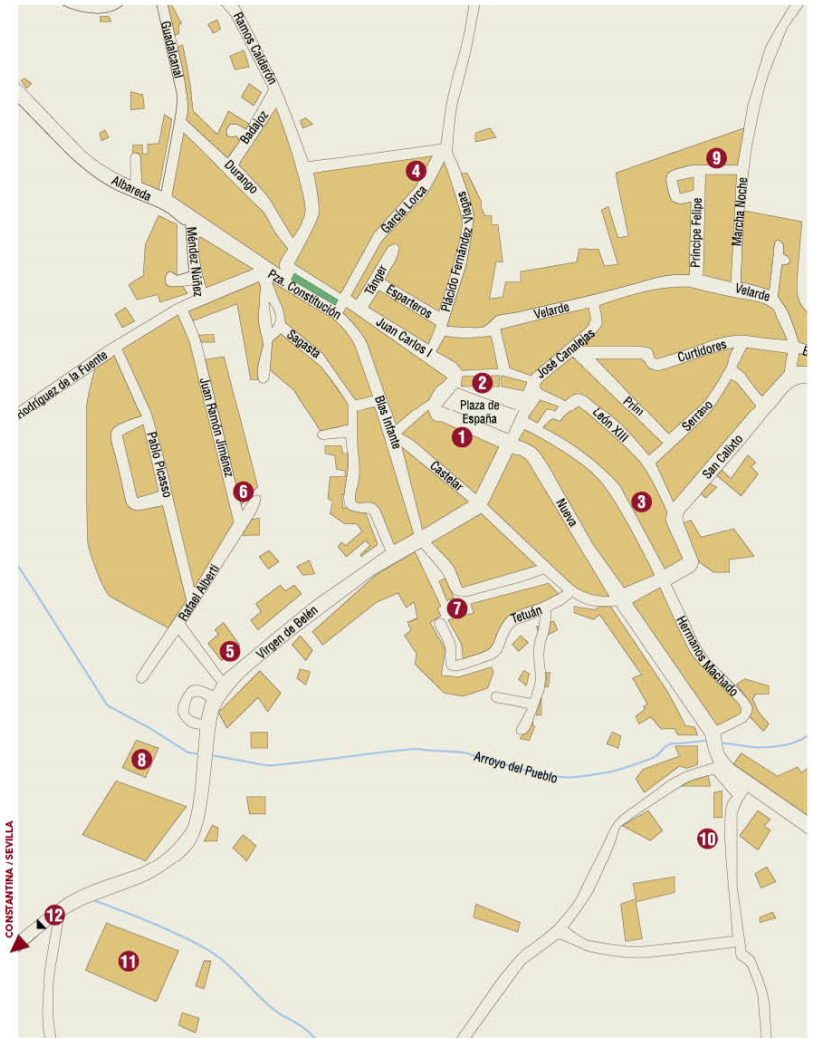 Ramos Calderón
Guadalcanal
Badajoz
Durango
Albareda
4
9
García Lorca
Plácido Fernández Viagas
Príncipe Felipe
Marcha Noche
Méndez Núñez
Pza. Constitución
Tánger
Esparteros
Velarde
Velarde
Juan Carlos I
Sagasta
José Canalejas
Curtidores
Rodríguez de la Fuente
2
Plaza de
España
1
Juan Ramón Jiménez
Blas Infante
Prim
León XIII
Serrano
San Calixto
Pablo Picasso
Castelar
6
Nueva
3
Rafael Alberti
7
Tetuán
Virgen de Belén
5
Hermanos Machado
8
Arroyo del Pueblo
10
CONSTANTINA / SEVILLA
12
11